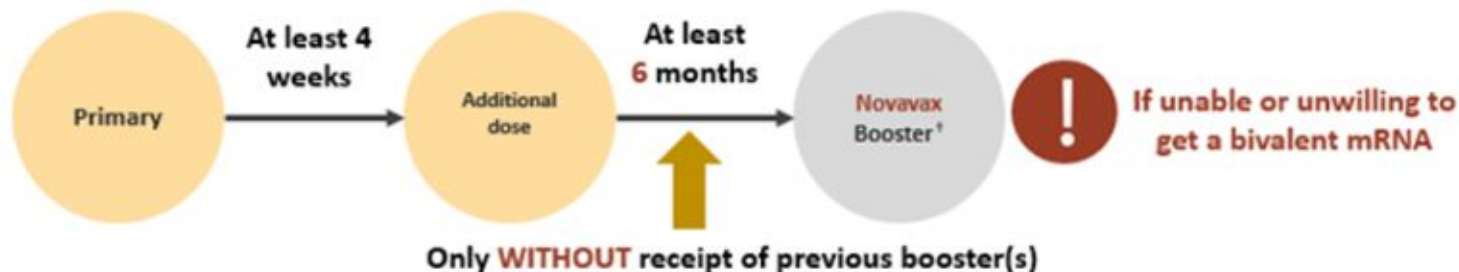 Primary
At least 4
weeks
Additional
dose
At least
6 months
Novavax
Booster†
!
If unable or unwilling to
get a bivalent mRNA
Only WITHOUT receipt of previous booster(s)